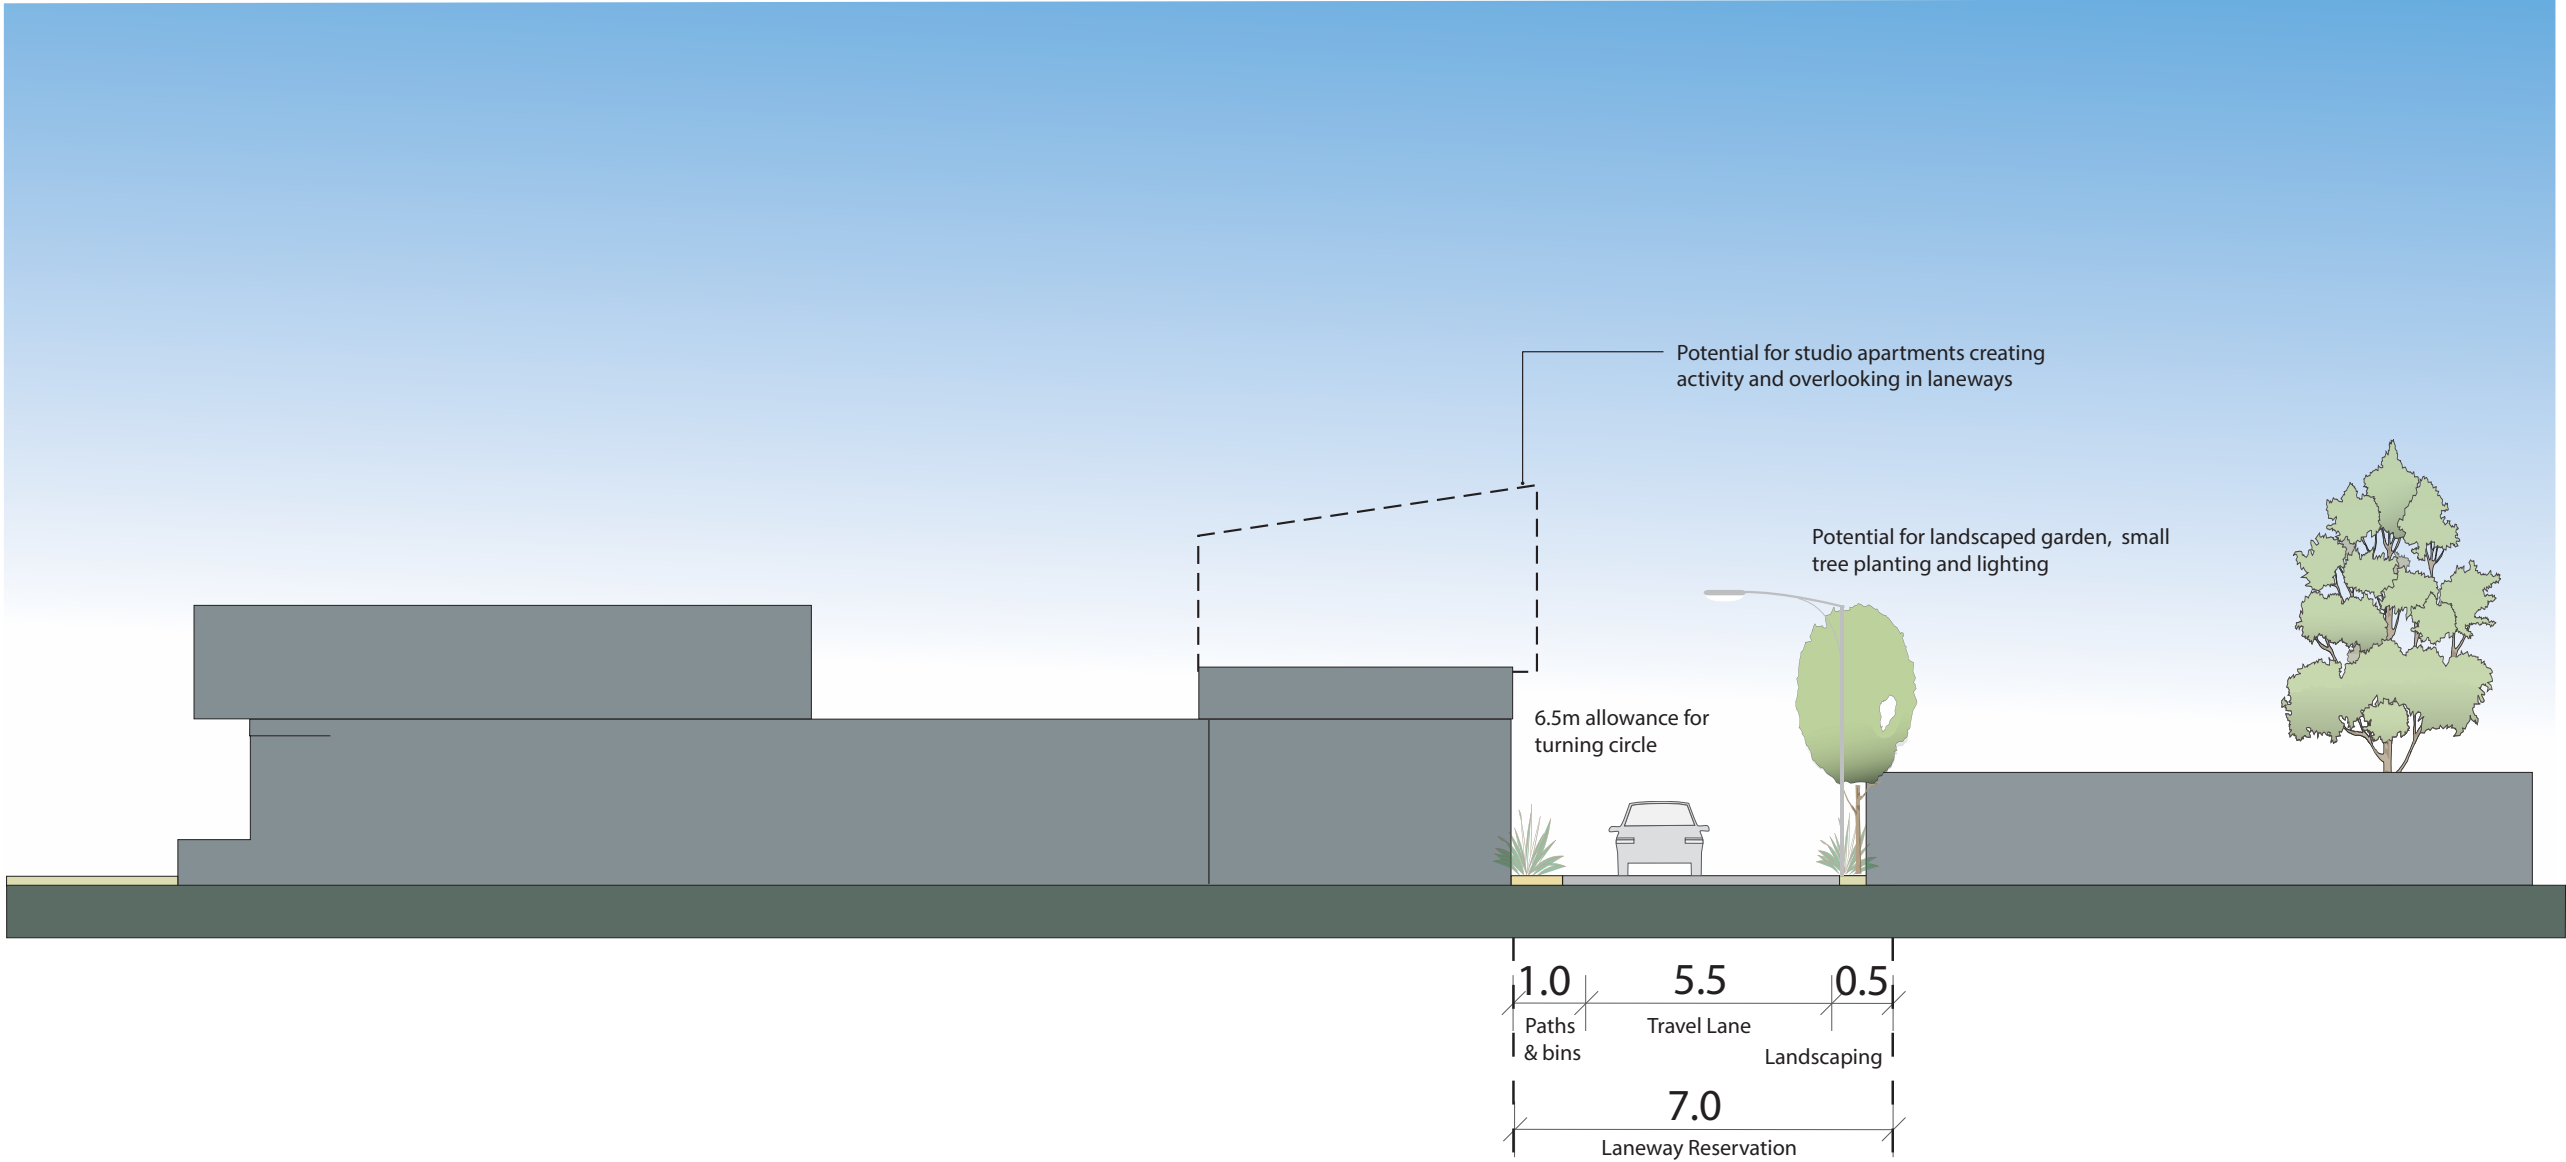 Potential for studio apartments creating
activity and overlooking in laneways
Potential for landscaped garden, small
tree planting and lighting
6.5m allowance for
turning circle
1.0
5.5
0.5
Paths
& bins
Travel Lane
Landscaping
7.0
Laneway Reservation